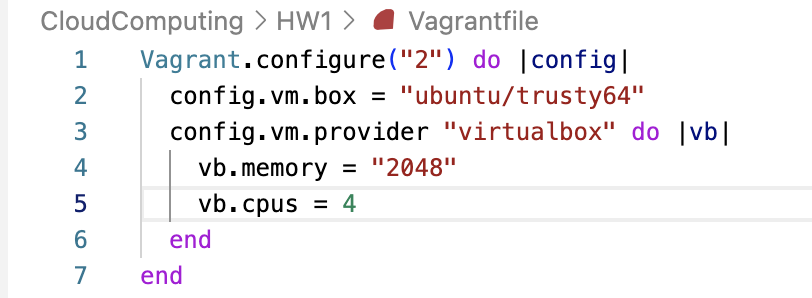 CloudComputing > HW1 > Vagrantfile
1 Vagrant.configure("2") do |config|
2 config.vm.box = "ubuntu/trusty64"
3 config.vm.provider "virtualbox" do |vb|
4 vb.memory = "2048"
5 vb.cpus = 4
6 end
7 end